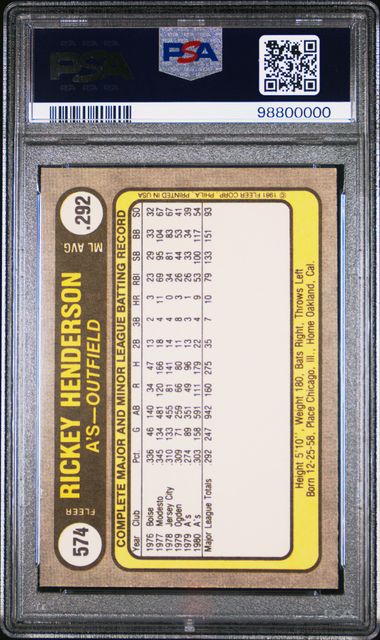 PSA
PSA
98800000
574
FLEER
RICKEY HENDERSON
A'S—OUTFIELD
.292
ML AVG
COMPLETE MAJOR AND MINOR LEAGUE BATTING RECORD
Year Club Pct G AB R H 2B 3B HR RBI SB BB SO
1976 Boise .336 46 140 34 47 13 2 3 23 29 33 32
1977 Modesto .345 134 481 120 166 18 4 11 69 95 104 67
1978 Jersey City .310 133 455 81 141 14 4 0 34 81 83 67
1979 Ogden .309 71 259 66 80 11 8 3 26 44 53 41
1979 A's .274 89 351 49 96 13 3 1 26 33 34 39
1980 A's .303 158 591 111 179 22 4 9 53 100 117 54
Major League Totals .292 247 942 160 275 35 7 10 79 133 151 93
Height 5'10", Weight 180, Bats Right, Throws Left
Born 12-25-58, Place Chicago, Ill., Home Oakland, Cal.
© 1981 FLEER CORP., PHILA. PRINTED IN USA